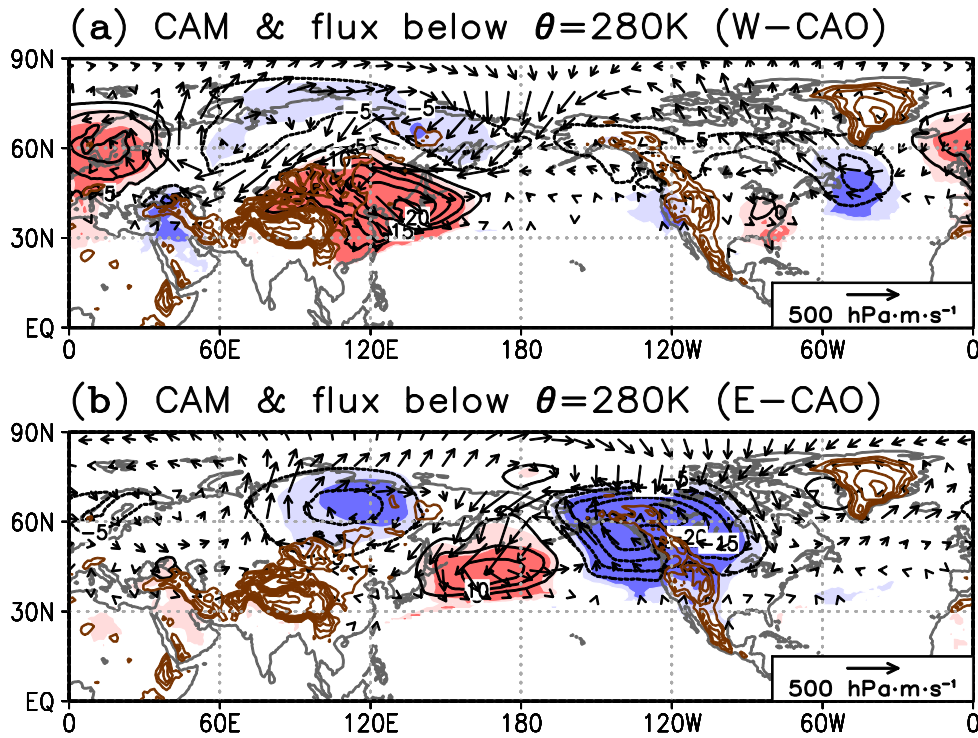 (a) CAM & flux below θ=280K (W-CAO)
90N
60N
30N
EQ
-5
-5
-5
-10
-5
-20
-15
-5
0
500 hPa·m·s⁻¹
0 60E 120E 180 120W 60W 0
(b) CAM & flux below θ=280K (E-CAO)
90N
60N
30N
EQ
-5
-5
-20
-15
10
500 hPa·m·s⁻¹
0 60E 120E 180 120W 60W 0